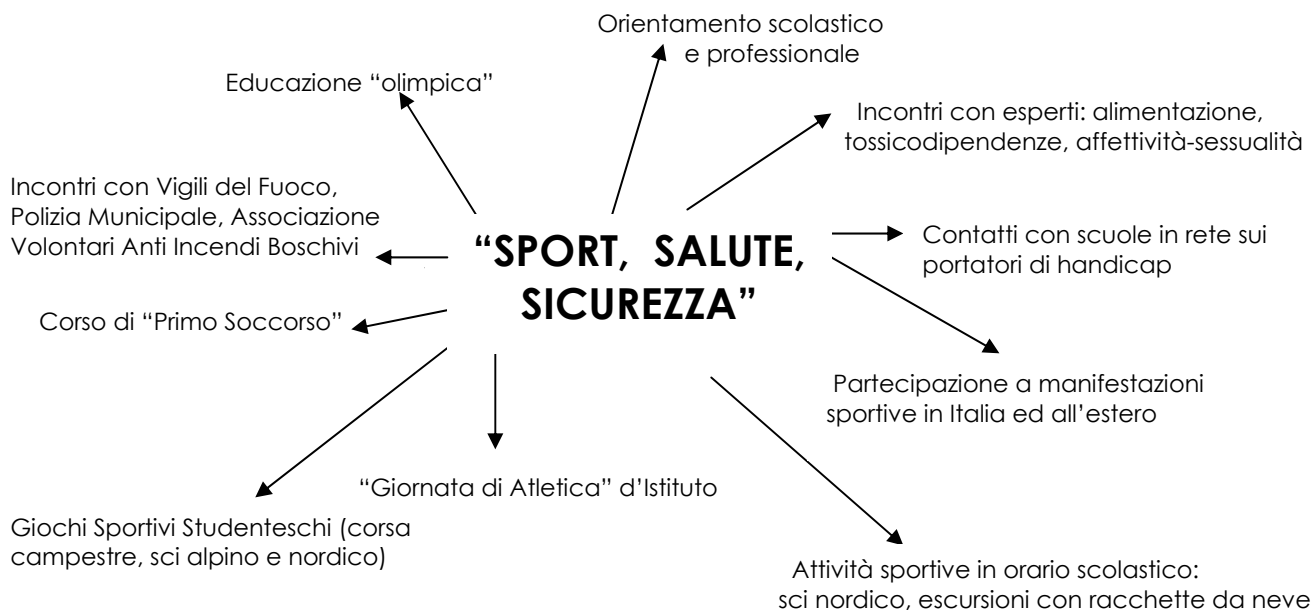 Orientamento scolastico
e professionale
Educazione “olimpica”
Incontri con esperti: alimentazione,
tossicodipendenze, affettività-sessualità
Incontri con Vigili del Fuoco,
Polizia Municipale, Associazione
Volontari Anti Incendi Boschivi
“SPORT, SALUTE,
SICUREZZA”
Contatti con scuole in rete sui
portatori di handicap
Corso di “Primo Soccorso”
Partecipazione a manifestazioni
sportive in Italia ed all’estero
“Giornata di Atletica” d’Istituto
Giochi Sportivi Studenteschi (corsa
campestre, sci alpino e nordico)
Attività sportive in orario scolastico:
sci nordico, escursioni con racchette da neve